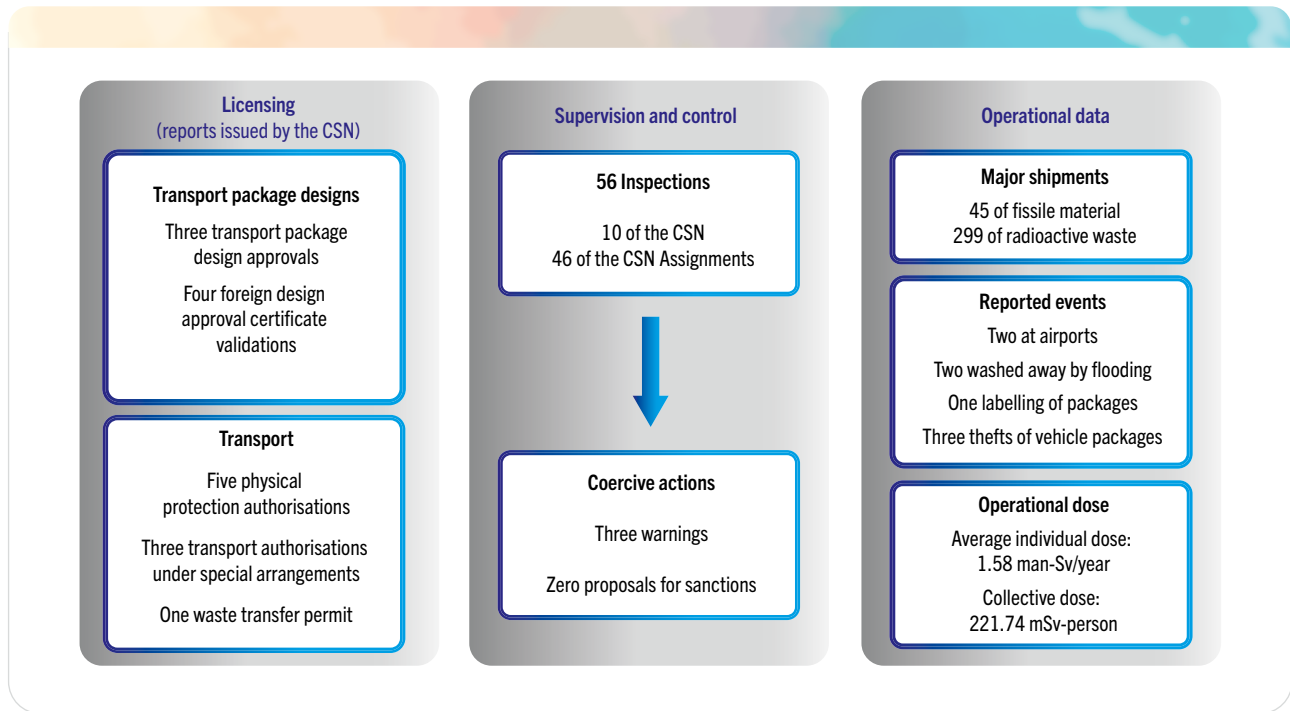 Licensing
(reports issued by the CSN)
Transport package designs
Three transport package
design approvals
Four foreign design
approval certificate
validations
Transport
Five physical
protection authorisations
Three transport authorisations
under special arrangements
One waste transfer permit
Supervision and control
56 Inspections
10 of the CSN
46 of the CSN Assignments
Coercive actions
Three warnings
Zero proposals for sanctions
Operational data
Major shipments
45 of fissile material
299 of radioactive waste
Reported events
Two at airports
Two washed away by flooding
One labelling of packages
Three thefts of vehicle packages
Operational dose
Average individual dose:
1.58 man-Sv/year
Collective dose:
221.74 mSv-person